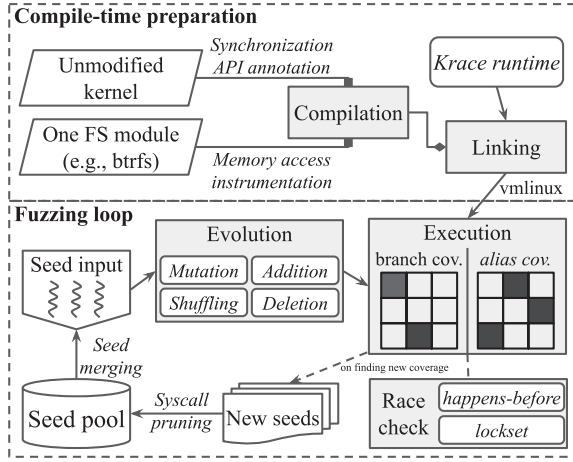 Compile-time preparation
Unmodified
kernel
Synchronization
API annotation
Krace runtime
Compilation
One FS module
(e.g., btrfs)
Memory access
instrumentation
Linking
vmlinux
Fuzzing loop
Seed input
Evolution
Mutation
Addition
Shuffling
Deletion
Execution
branch cov.
alias cov.
Seed
merging
on finding new coverage
Seed pool
Syscall
pruning
New seeds
Race
check
happens-before
lockset